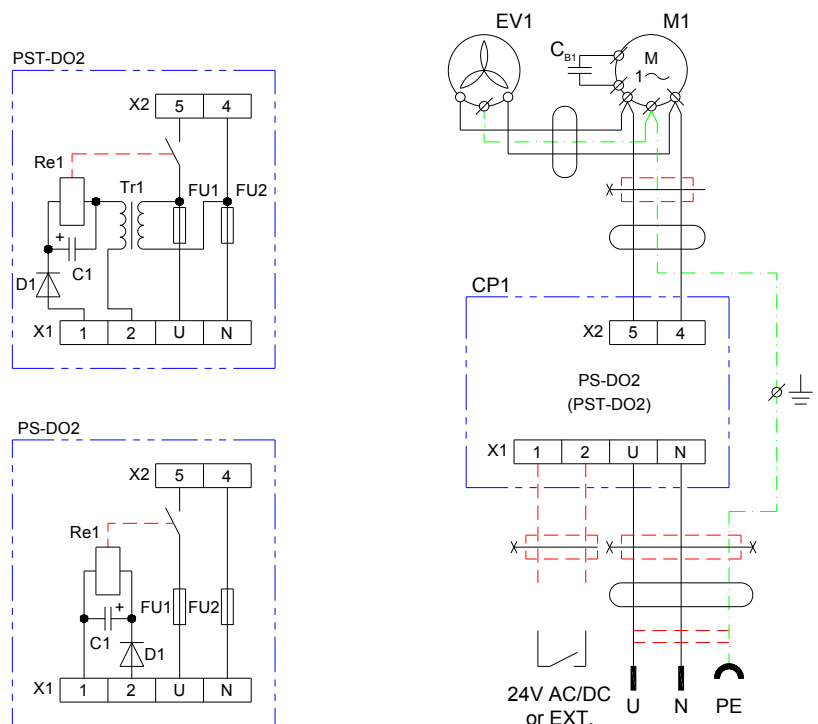 PST-DO2
X2 5 4
Re1
Tr1
FU1 FU2
+
C1
D1
X1 1 2 U N
PS-DO2
X2 5 4
Re1
FU1 FU2
+
C1
D1
X1 1 2 U N
EV1 M1
CB1
M
1~
CP1
X2 5 4
PS-DO2
(PST-DO2)
X1 1 2 U N
24V AC/DC
or EXT.
U N PE